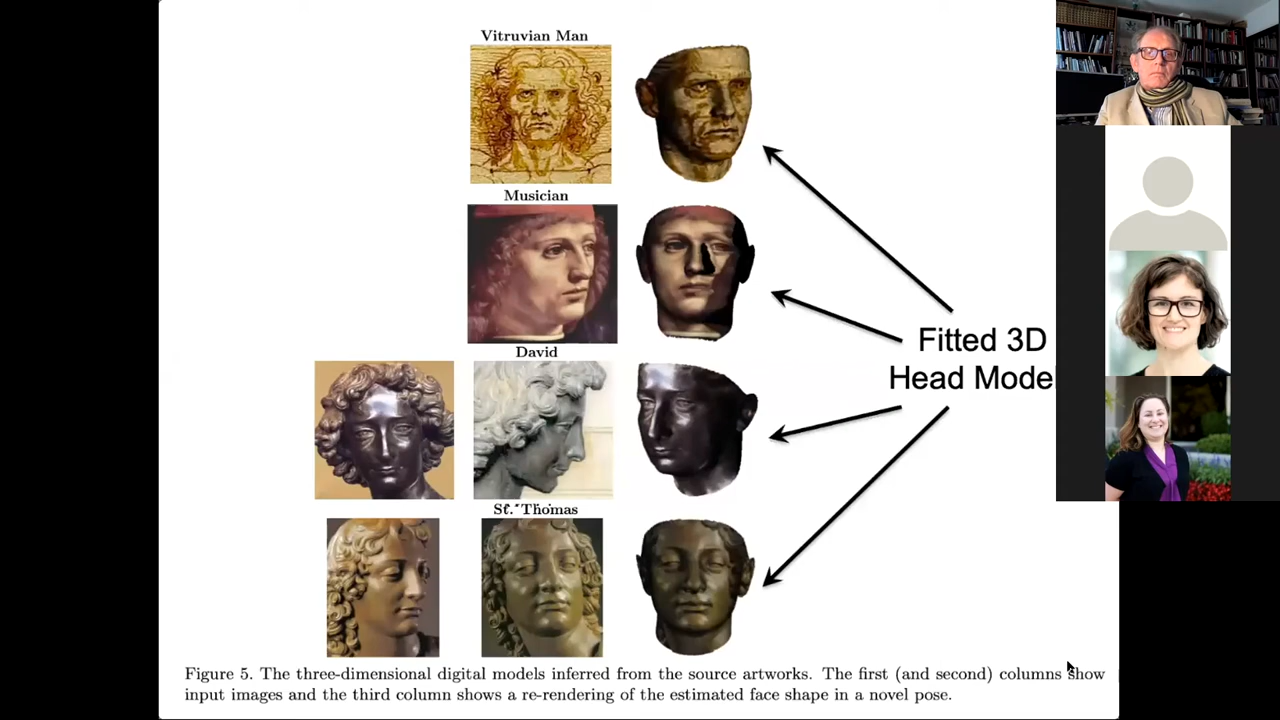 Vitruvian Man
Musician
David
St. Thomas
Fitted 3D
Head Mode
Figure 5. The three-dimensional digital models inferred from the source artworks. The first (and second) columns show
input images and the third column shows a re-rendering of the estimated face shape in a novel pose.